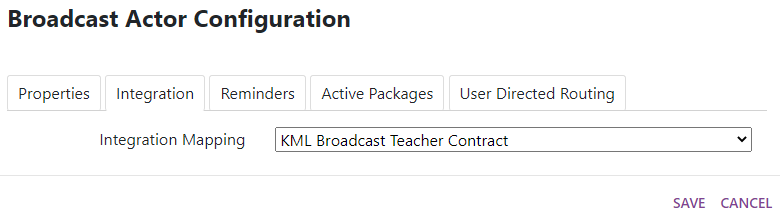 Broadcast Actor Configuration
Properties Integration Reminders Active Packages User Directed Routing
Integration Mapping KML Broadcast Teacher Contract
SAVE CANCEL